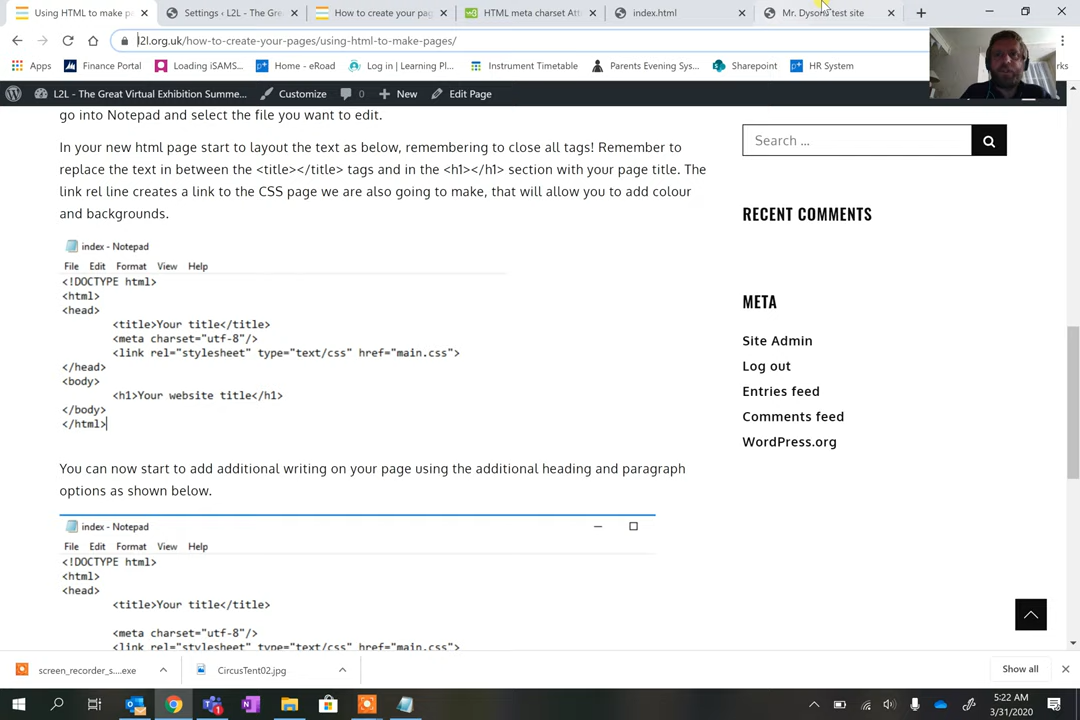 Using HTML to make p
Settings ‹ L2L - The Gre
How to create your pag
HTML meta charset Att
index.html
Mr. Dysons test site
l2l.org.uk/how-to-create-your-pages/using-html-to-make-pages/
Apps
Finance Portal
Loading iSAMS...
Home - eRoad
Log in | Learning Pl...
Instrument Timetable
Parents Evening Sys...
Sharepoint
HR System
L2L - The Great Virtual Exhibition Summe...
Customize
0
New
Edit Page
go into Notepad and select the file you want to edit.
In your new html page start to layout the text as below, remembering to close all tags! Remember to
replace the text in between the <title></title> tags and in the <h1></h1> section with your page title. The
link rel line creates a link to the CSS page we are also going to make, that will allow you to add colour
and backgrounds.
index - Notepad
File Edit Format View Help
<!DOCTYPE html>
<html>
<head>
<title>Your title</title>
<meta charset="utf-8"/>
<link rel="stylesheet" type="text/css" href="main.css">
</head>
<body>
<h1>Your website title</h1>
</body>
</html>
You can now start to add additional writing on your page using the additional heading and paragraph
options as shown below.
index - Notepad
File Edit Format View Help
<!DOCTYPE html>
<html>
<head>
<title>Your title</title>
<meta charset="utf-8"/>
<link rel="stylesheet" type="text/css" href="main.css">
Search ...
RECENT COMMENTS
META
Site Admin
Log out
Entries feed
Comments feed
WordPress.org
screen_recorder_s....exe
CircusTent02.jpg
Show all
5:22 AM
3/31/2020